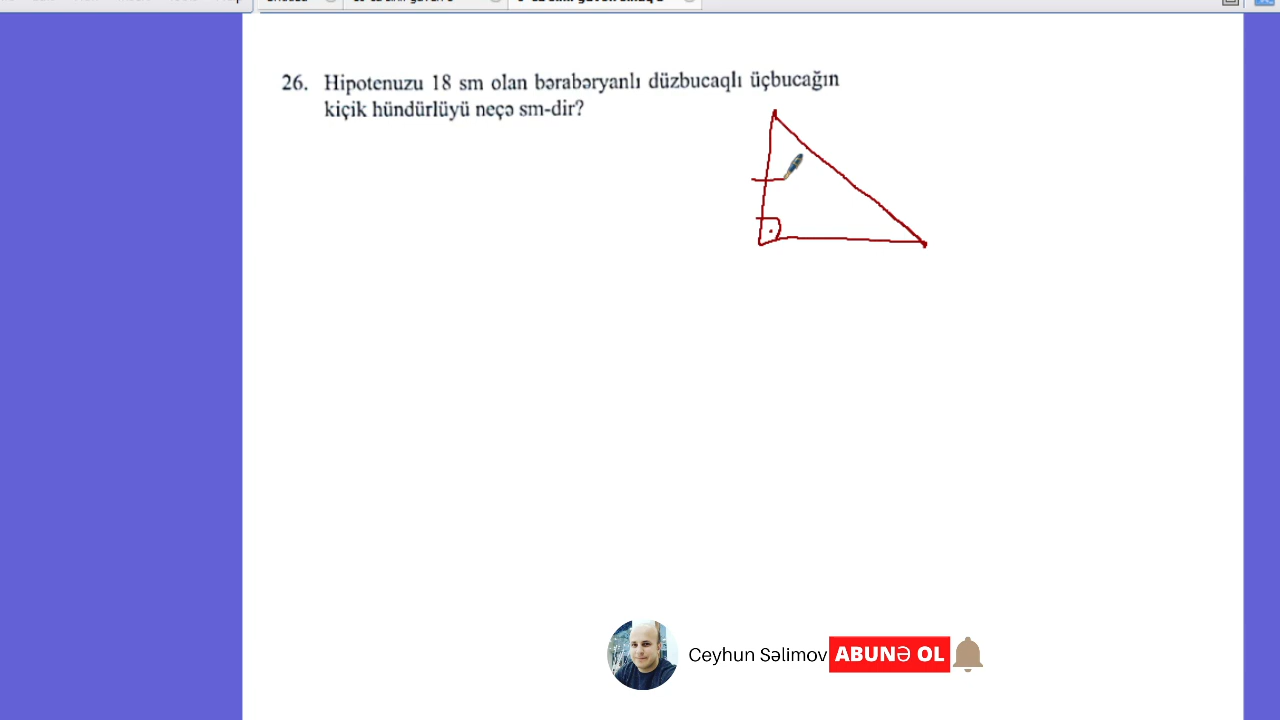 26. Hipotenuzu 18 sm olan bərabəryanlı düzbucaqlı üçbucağın
kiçik hündürlüyü neçə sm-dir?
Ceyhun Səlimov ABUNƏ OL